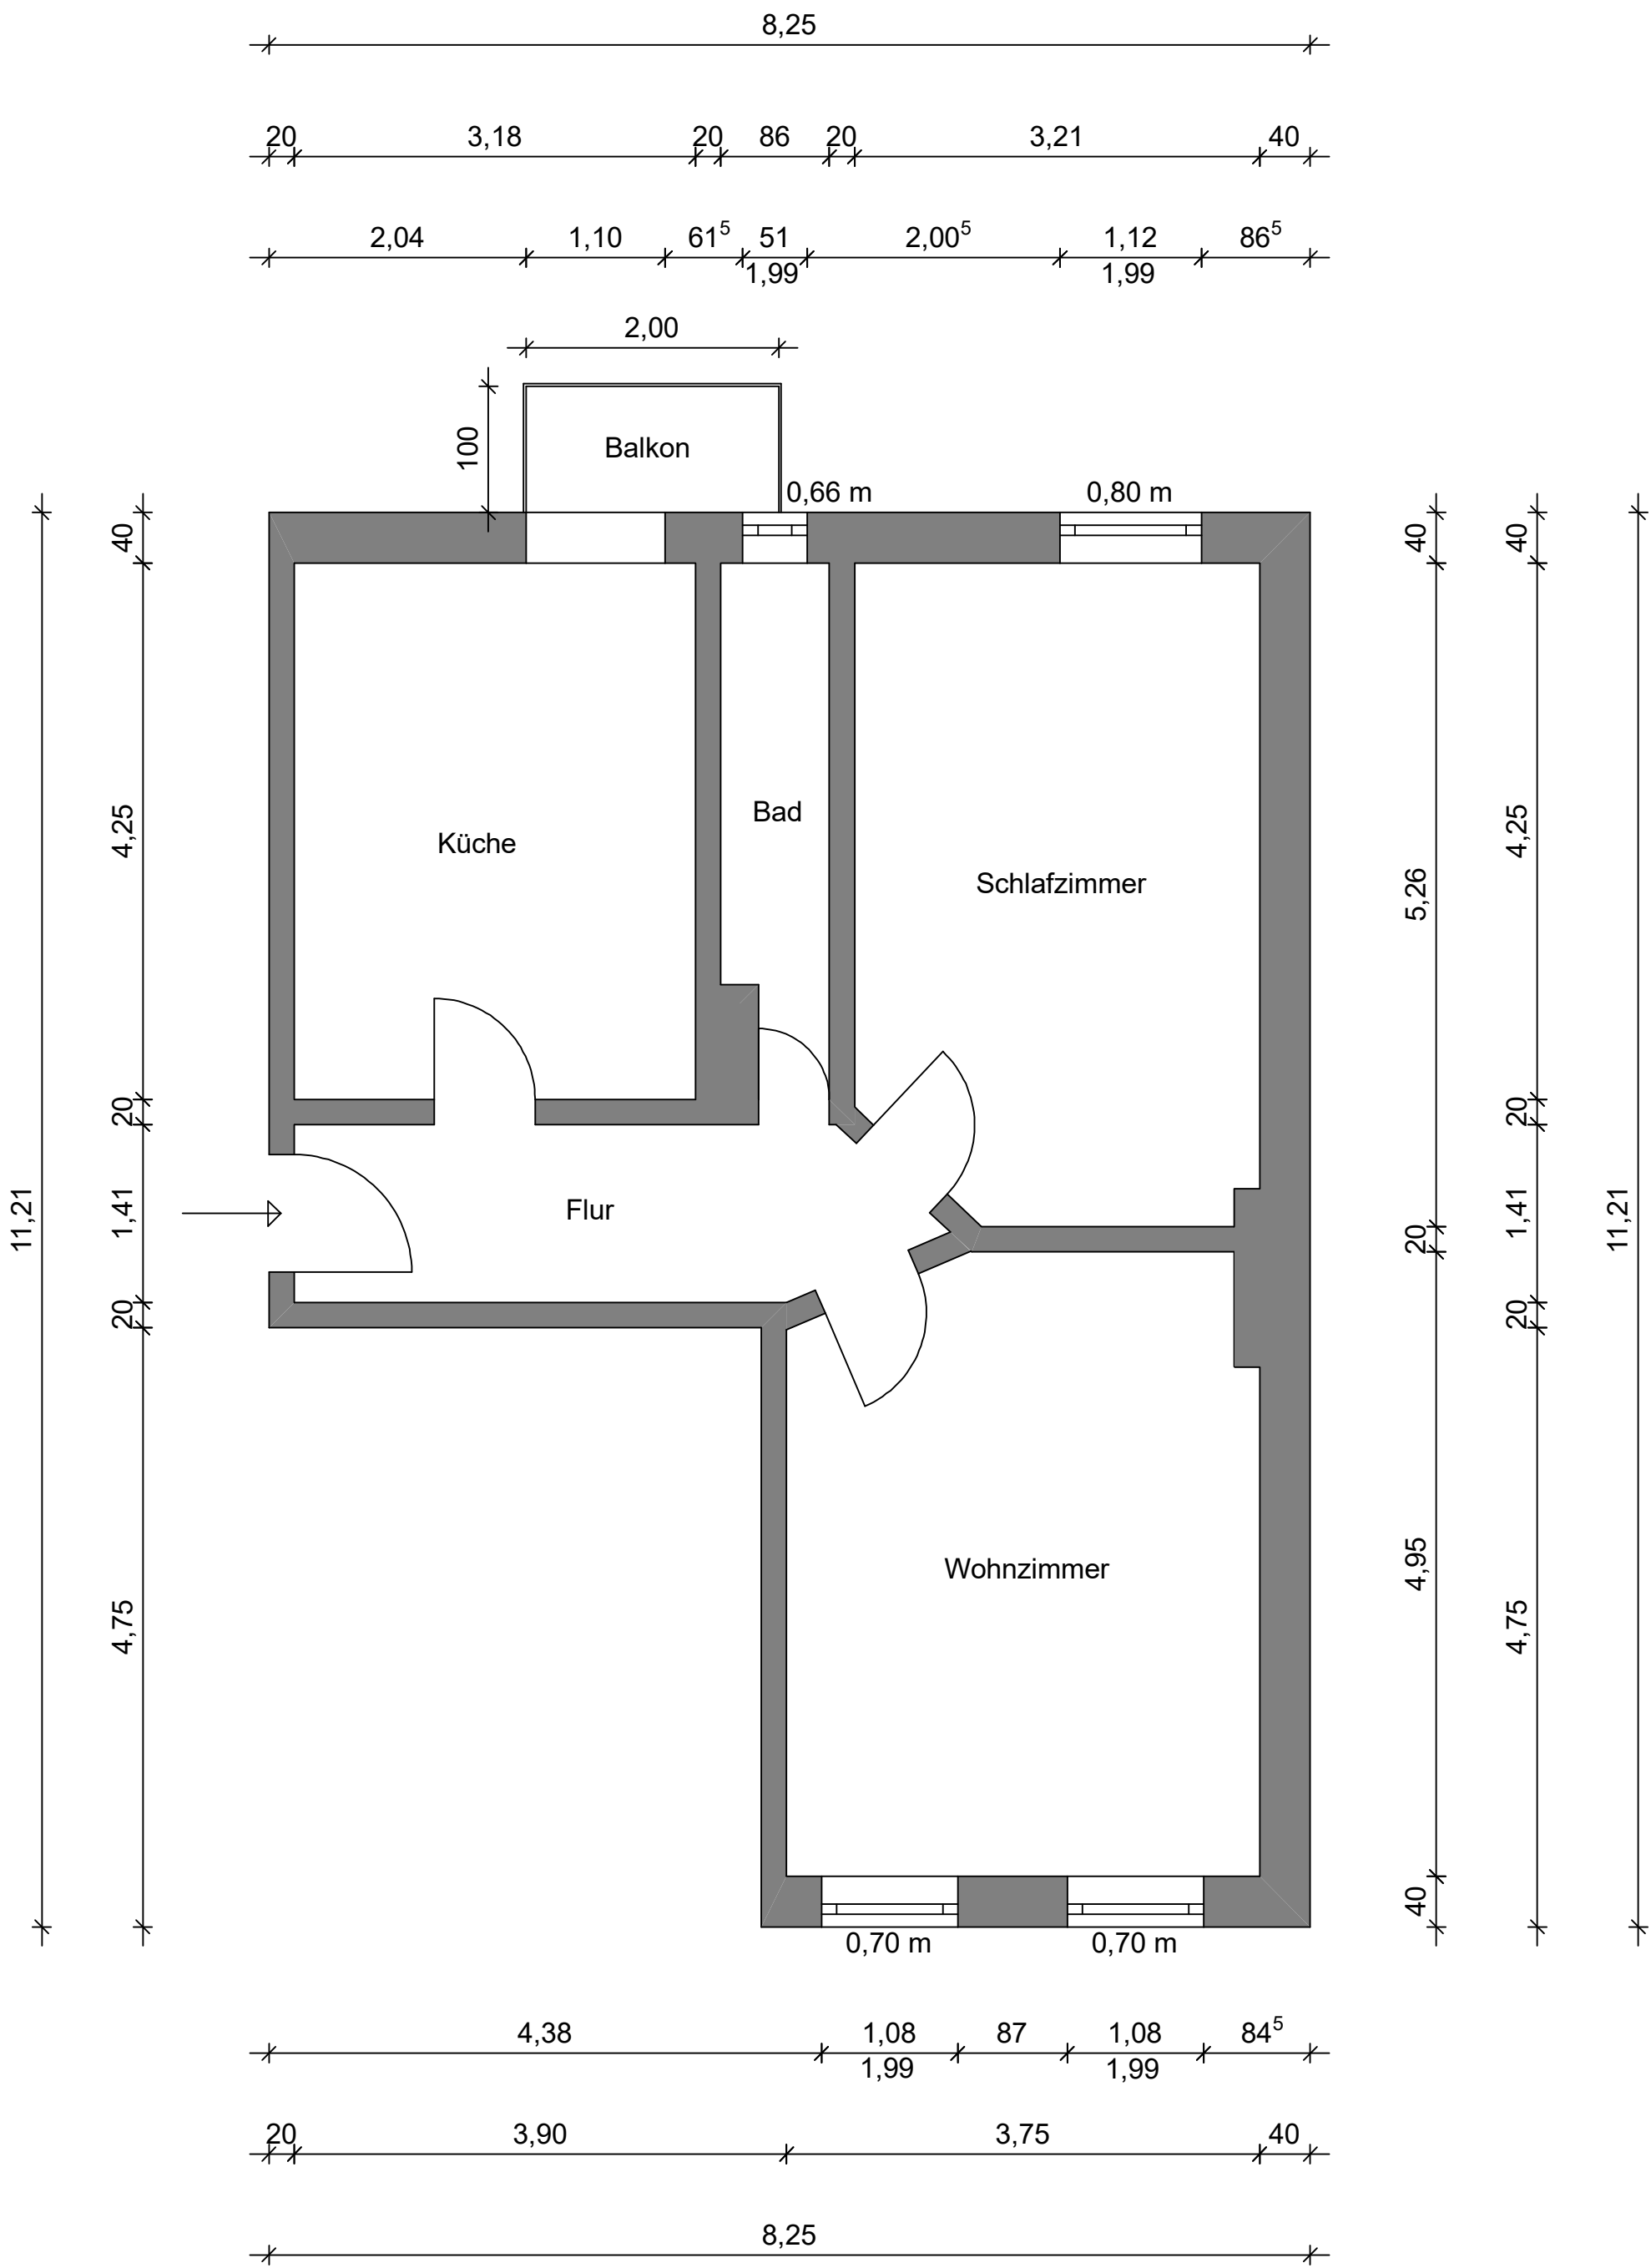 8,25
20 3,18 20 86 20 3,21 40
2,04 1,10 61⁵ 51 2,00⁵ 1,12 86⁵
1,99 1,99
2,00
100
Balkon
0,66 m 0,80 m
40 4,25 20 1,41 20 4,75
11,21
Küche
Bad
Schlafzimmer
Flur
Wohnzimmer
40 5,26 20 4,95 40
40 4,25 20 1,41 20 4,75
11,21
0,70 m 0,70 m
4,38 1,08 87 1,08 84⁵
1,99 1,99
20 3,90 3,75 40
8,25